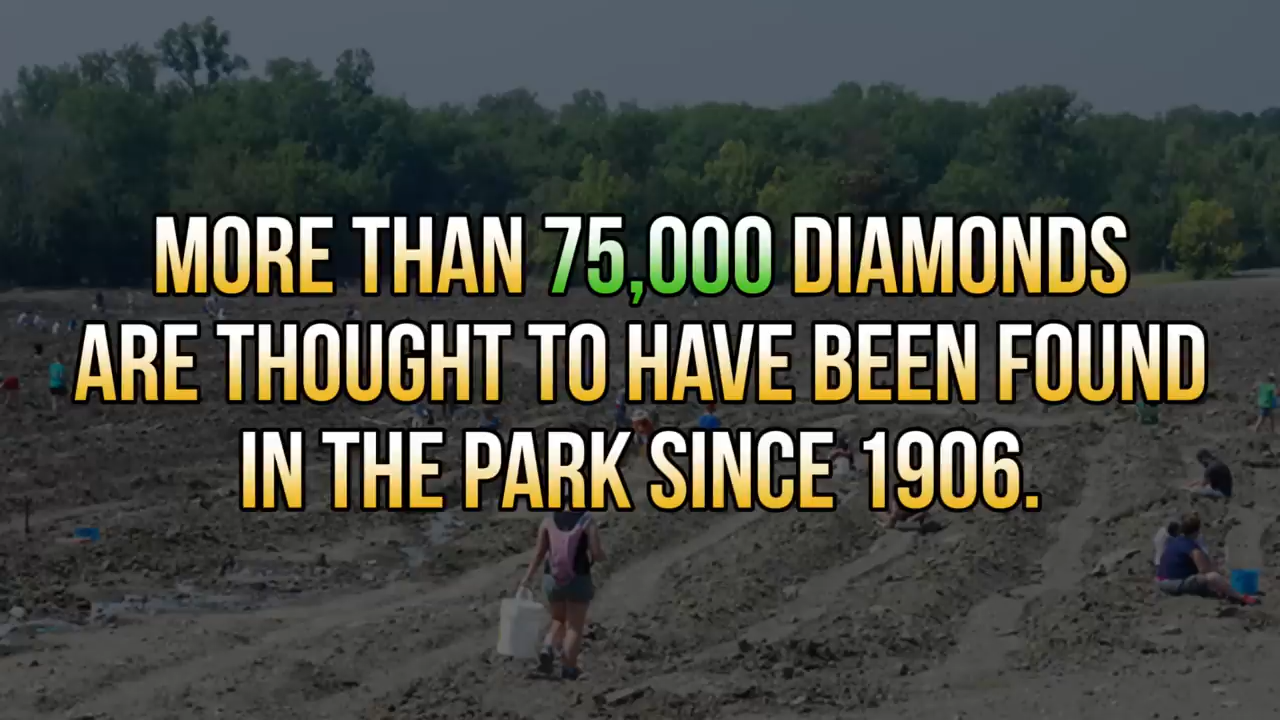 MORE THAN 75,000 DIAMONDS
ARE THOUGHT TO HAVE BEEN FOUND
IN THE PARK SINCE 1906.